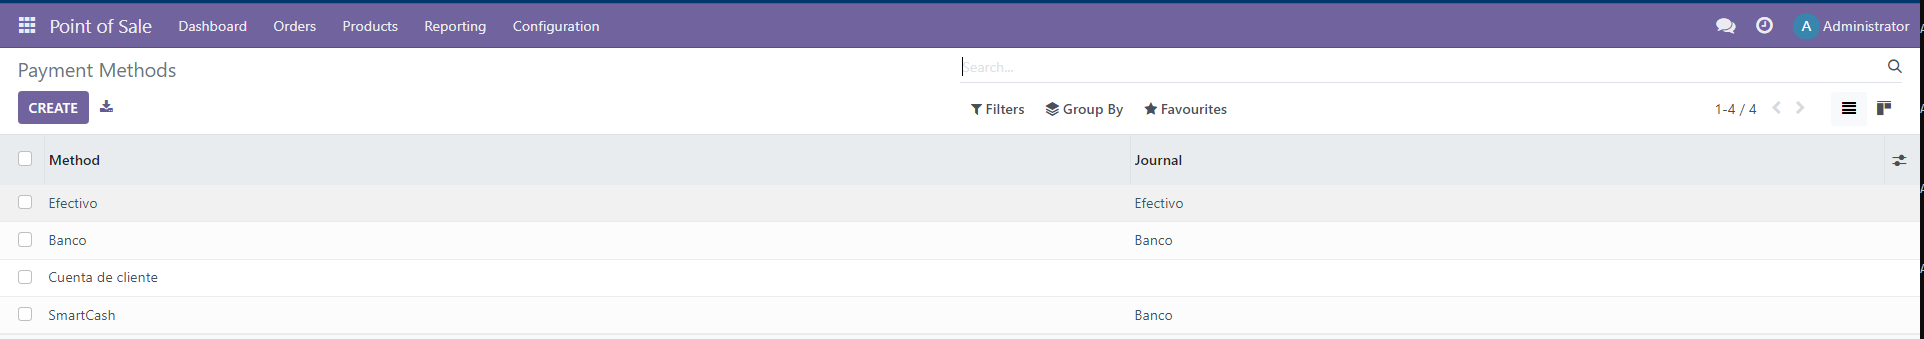 Point of Sale Dashboard Orders Products Reporting Configuration A Administrator
Payment Methods Search...
CREATE Filters Group By Favourites 1-4 / 4
Method Journal
Efectivo Efectivo
Banco Banco
Cuenta de cliente
SmartCash Banco